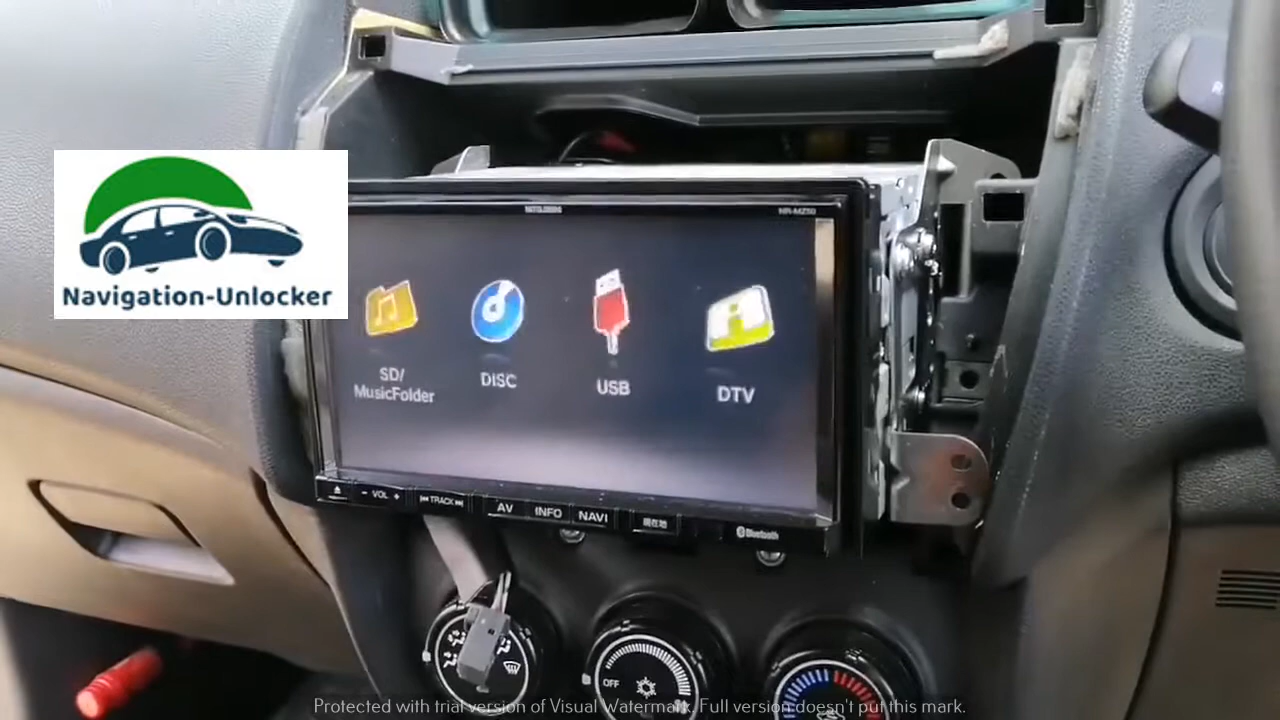 MITSUBISHI
NR-MZ50
Navigation-Unlocker
SD/
MusicFolder
DISC
USB
DTV
- VOL +
TRACK
AV
INFO
NAVI
現在地
Bluetooth
OFF
Protected with trial version of Visual Watermark. Full version doesn't put this mark.